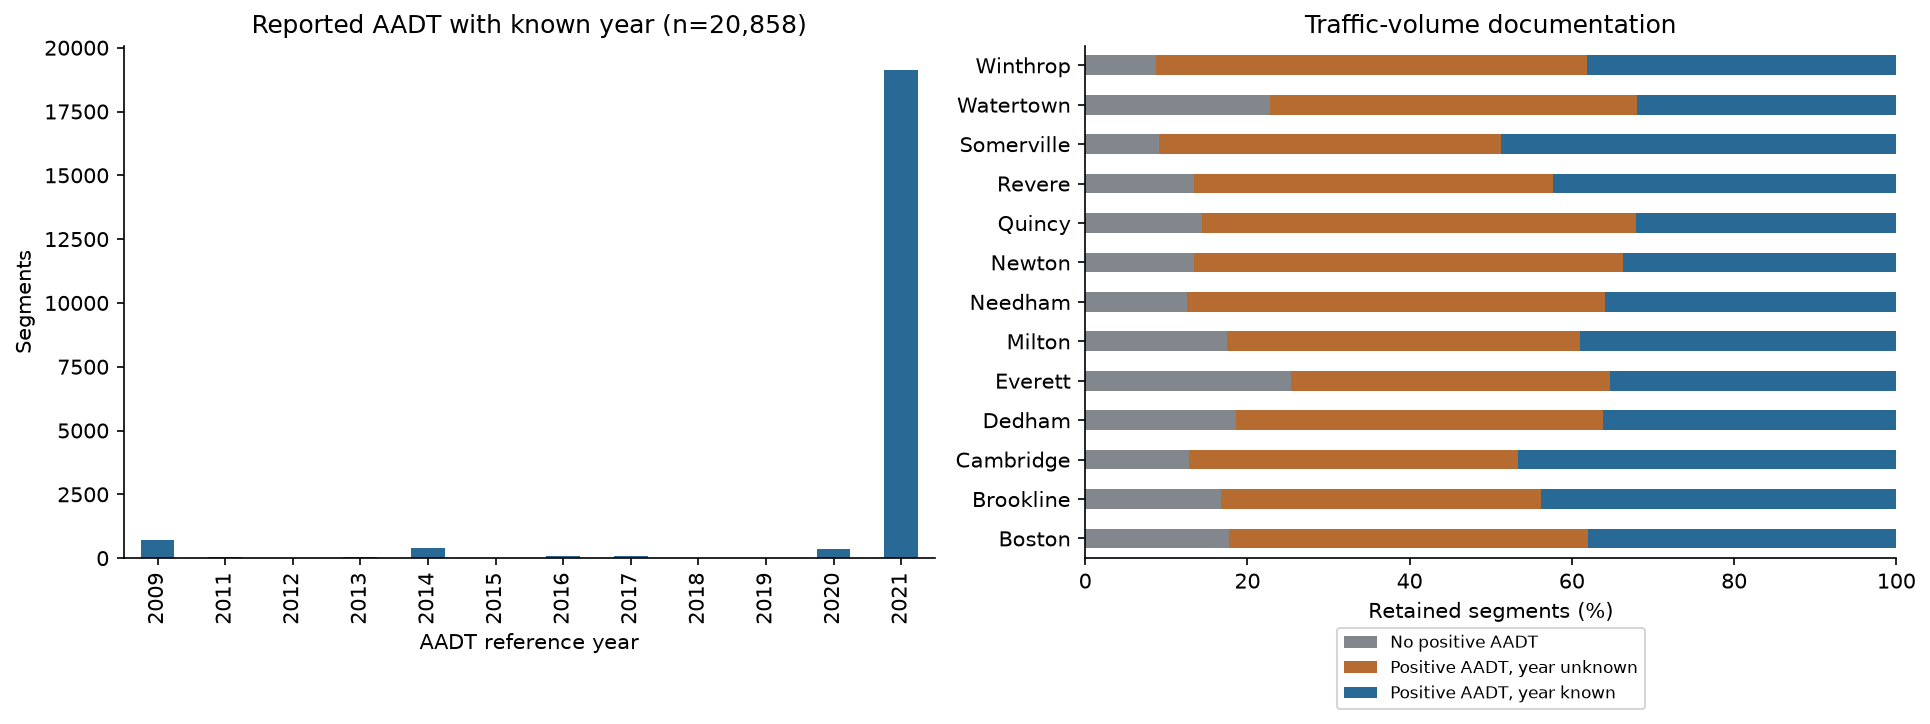 Reported AADT with known year (n=20,858)
20000
17500
15000
12500
10000
7500
5000
2500
0
Segments
2009 2011 2012 2013 2014 2015 2016 2017 2018 2019 2020 2021
AADT reference year
Traffic-volume documentation
Winthrop
Watertown
Somerville
Revere
Quincy
Newton
Needham
Milton
Everett
Dedham
Cambridge
Brookline
Boston
0 20 40 60 80 100
Retained segments (%)
No positive AADT
Positive AADT, year unknown
Positive AADT, year known